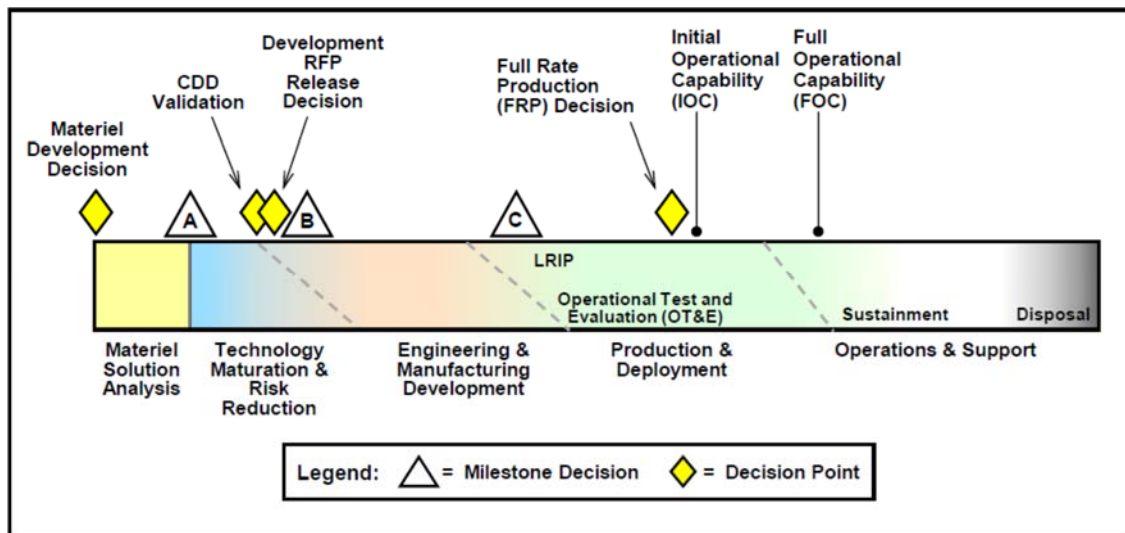 Materiel
Development
Decision
CDD
Validation
Development
RFP
Release
Decision
Full Rate
Production
(FRP) Decision
Initial
Operational
Capability
(IOC)
Full
Operational
Capability
(FOC)
A
B
C
LRIP
Operational Test and
Evaluation (OT&E)
Sustainment
Disposal
Materiel
Solution
Analysis
Technology
Maturation &
Risk
Reduction
Engineering &
Manufacturing
Development
Production &
Deployment
Operations & Support
Legend: = Milestone Decision = Decision Point